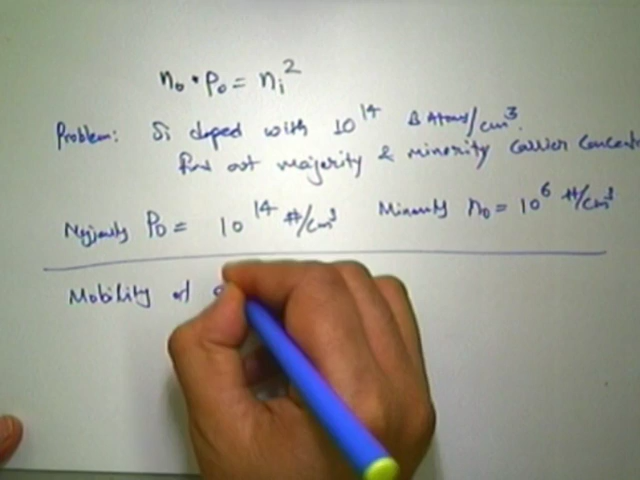 n₀ • p₀ = nᵢ²
Problem: Si doped with 10¹⁴ B Atoms/cm³.
Find out majority & minority carrier Concent
Majority P₀ = 10¹⁴ #/cm³ Minority n₀ = 10⁶ #/cm³
Mobility of